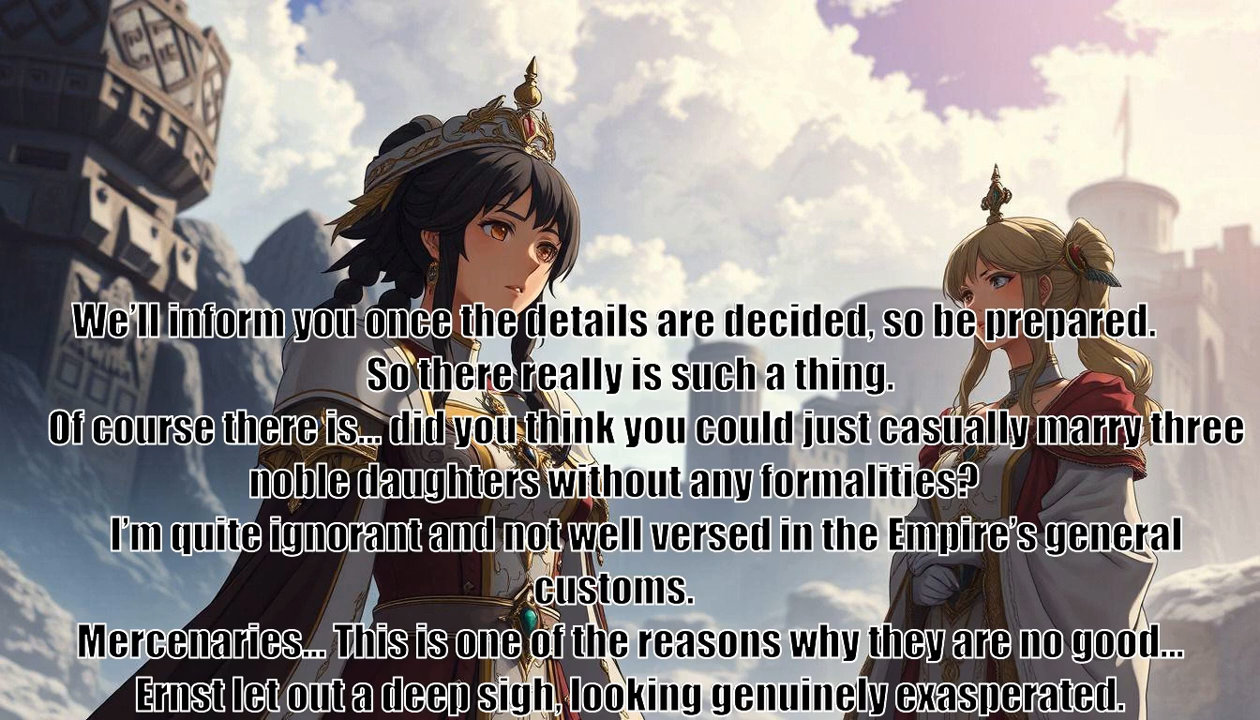 We’ll inform you once the details are decided, so be prepared.
So there really is such a thing.
Of course there is... did you think you could just casually marry three
noble daughters without any formalities?
I’m quite ignorant and not well versed in the Empire’s general
customs.
Mercenaries... This is one of the reasons why they are no good...
Ernst let out a deep sigh, looking genuinely exasperated.